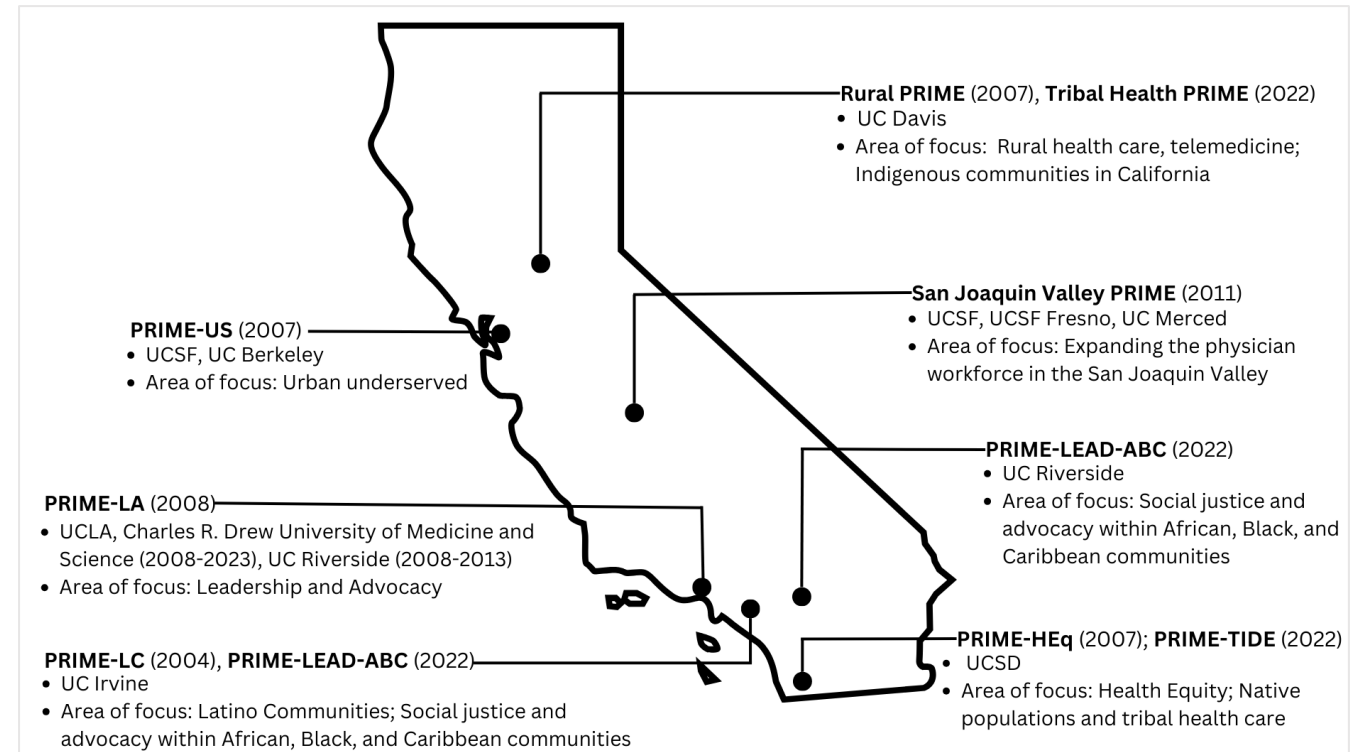 Rural PRIME (2007), Tribal Health PRIME (2022)
• UC Davis
• Area of focus: Rural health care, telemedicine;
Indigenous communities in California
San Joaquin Valley PRIME (2011)
• UCSF, UCSF Fresno, UC Merced
• Area of focus: Expanding the physician
workforce in the San Joaquin Valley
PRIME-US (2007)
• UCSF, UC Berkeley
• Area of focus: Urban underserved
PRIME-LEAD-ABC (2022)
• UC Riverside
• Area of focus: Social justice and
advocacy within African, Black, and
Caribbean communities
PRIME-LA (2008)
• UCLA, Charles R. Drew University of Medicine and
Science (2008-2023), UC Riverside (2008-2013)
• Area of focus: Leadership and Advocacy
PRIME-HEq (2007); PRIME-TIDE (2022)
• UCSD
• Area of focus: Health Equity; Native
populations and tribal health care
PRIME-LC (2004), PRIME-LEAD-ABC (2022)
• UC Irvine
• Area of focus: Latino Communities; Social justice and
advocacy within African, Black, and Caribbean communities